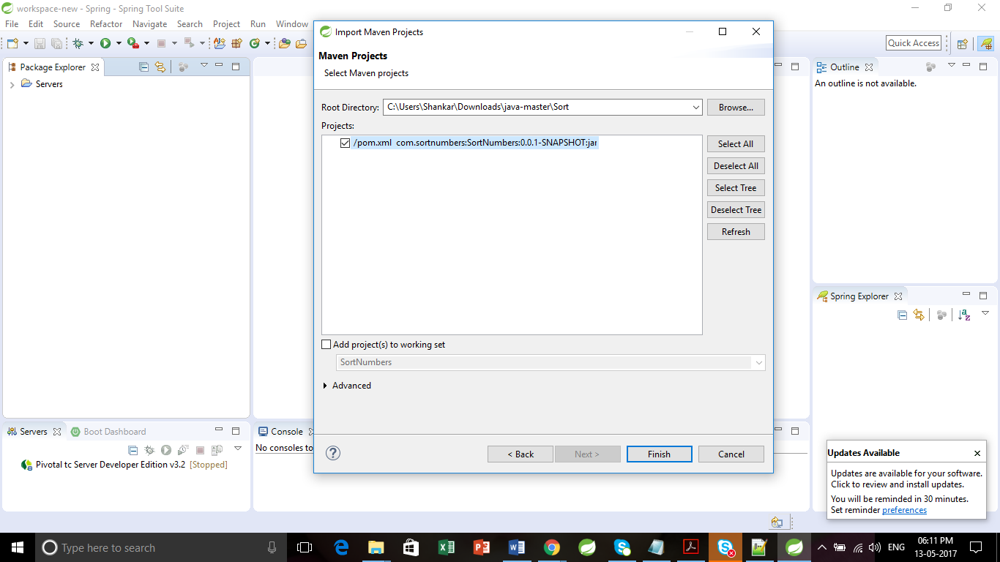 workspace-new - Spring - Spring Tool Suite
File Edit Source Refactor Navigate Search Project Run Window
Quick Access
Package Explorer
Servers
Import Maven Projects
Maven Projects
Select Maven projects
Root Directory: C:\Users\Shankar\Downloads\java-master\Sort Browse...
Projects:
/pom.xml com.sortnumbers:SortNumbers:0.0.1-SNAPSHOT:jar
Select All
Deselect All
Select Tree
Deselect Tree
Refresh
Add project(s) to working set
SortNumbers
Advanced
< Back Next > Finish Cancel
Outline
An outline is not available.
Spring Explorer
Servers Boot Dashboard
Pivotal tc Server Developer Edition v3.2 [Stopped]
Console
No consoles to
Updates Available
Updates are available for your software.
Click to review and install updates.
You will be reminded in 30 minutes.
Set reminder preferences
Type here to search
ENG
06:11 PM
13-05-2017